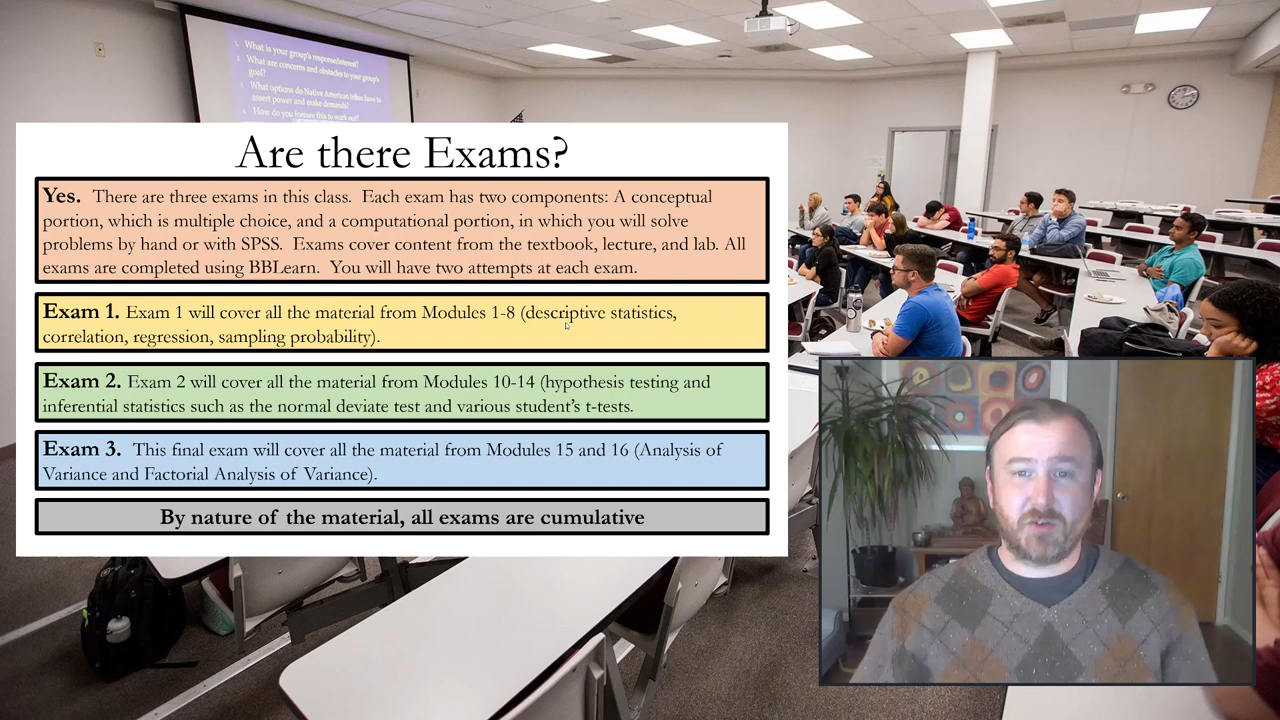 1. What is your group's response/interest?
2. What are concerns and obstacles to your group's
goal?
3. What options do Native American tribes have to
assert power and make demands?
4. How do you foresee this to work out?
Are there Exams?
Yes. There are three exams in this class. Each exam has two components: A conceptual
portion, which is multiple choice, and a computational portion, in which you will solve
problems by hand or with SPSS. Exams cover content from the textbook, lecture, and lab. All
exams are completed using BBLearn. You will have two attempts at each exam.
Exam 1. Exam 1 will cover all the material from Modules 1-8 (descriptive statistics,
correlation, regression, sampling probability).
Exam 2. Exam 2 will cover all the material from Modules 10-14 (hypothesis testing and
inferential statistics such as the normal deviate test and various student's t-tests.
Exam 3. This final exam will cover all the material from Modules 15 and 16 (Analysis of
Variance and Factorial Analysis of Variance).
By nature of the material, all exams are cumulative